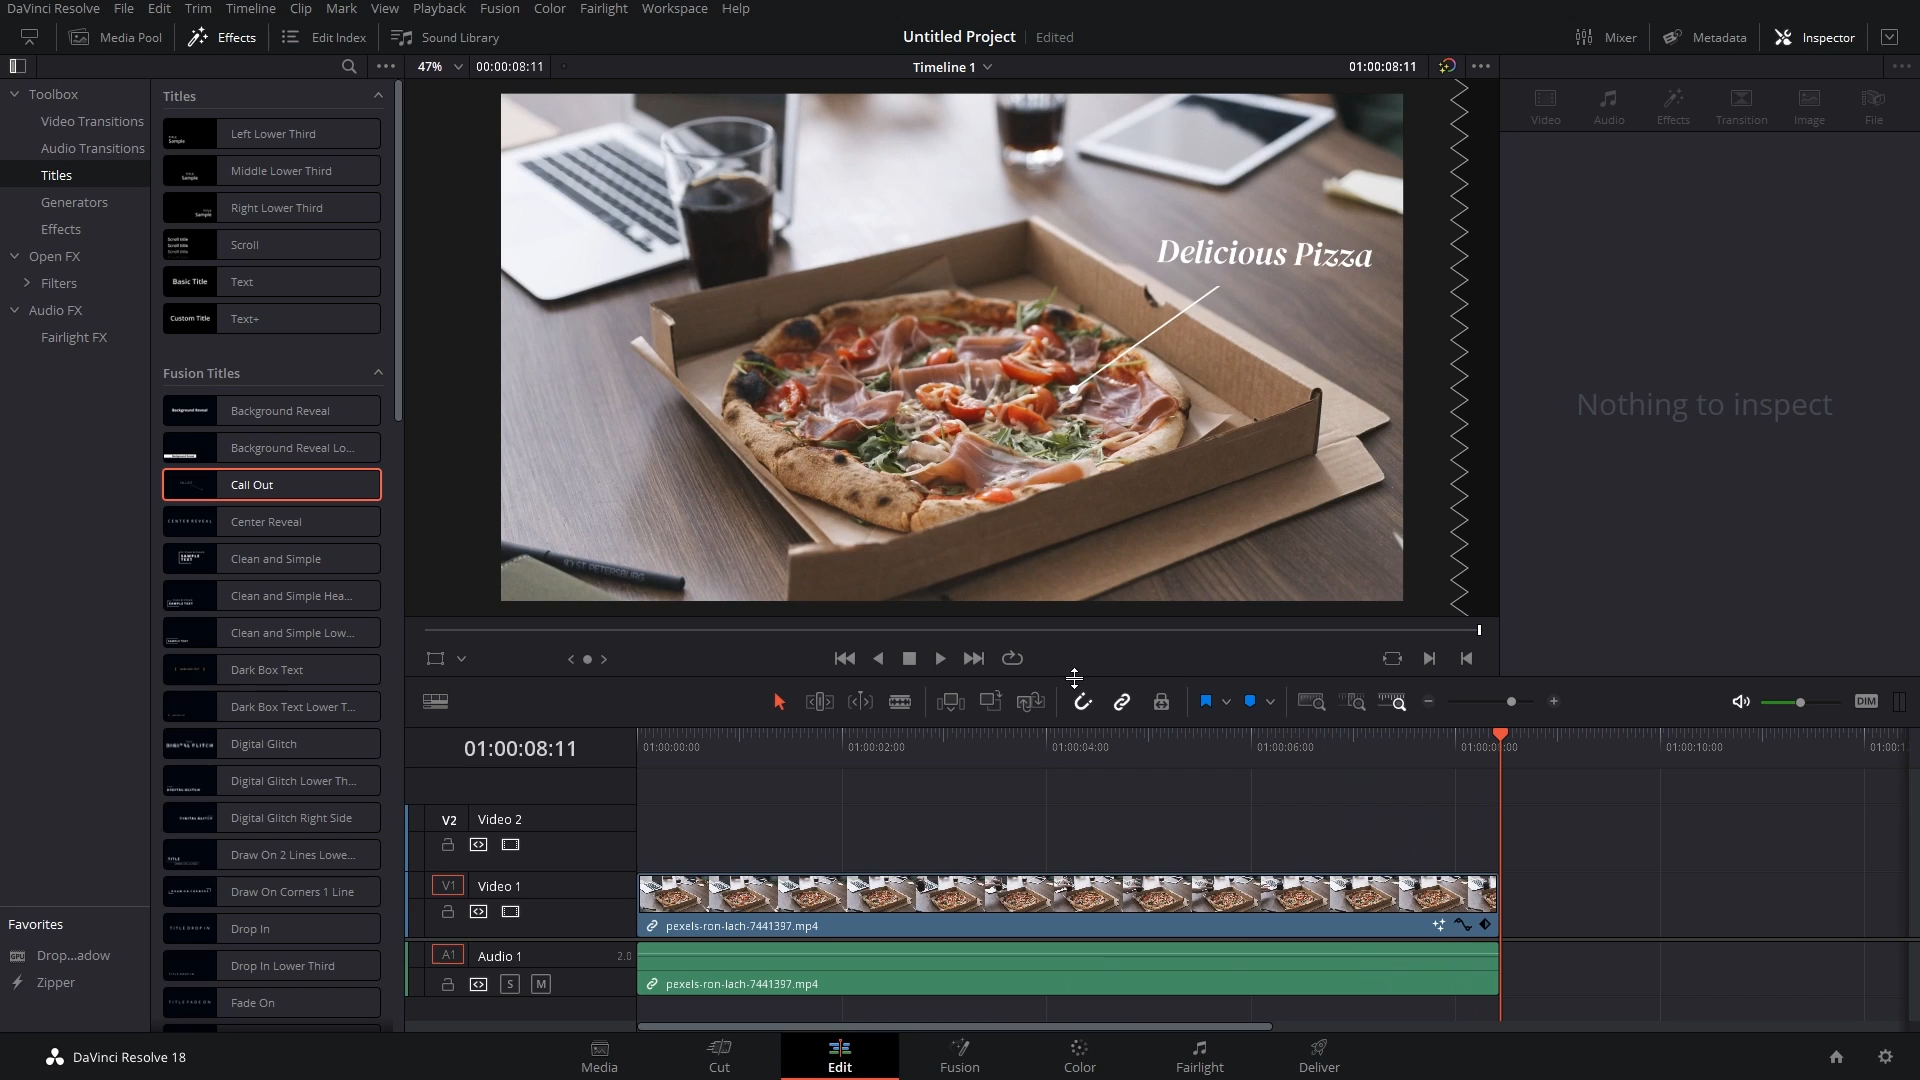 DaVinci Resolve File Edit Trim Timeline Clip Mark View Playback Fusion Color Fairlight Workspace Help
Media Pool Effects Edit Index Sound Library
Untitled Project Edited
Mixer Metadata Inspector
47% 00:00:08:11 Timeline 1 01:00:08:11
Toolbox
Video Transitions
Audio Transitions
Titles
Generators
Effects
Open FX
Filters
Audio FX
Fairlight FX
Favorites
Drop...adow
Zipper
Titles
Left Lower Third
Middle Lower Third
Right Lower Third
Scroll
Basic Title Text
Custom Title Text+
Fusion Titles
Background Reveal
Background Reveal Lo...
Call Out
Center Reveal
Clean and Simple
Clean and Simple Hea...
Clean and Simple Low...
Dark Box Text
Dark Box Text Lower T...
Digital Glitch
Digital Glitch Lower Th...
Digital Glitch Right Side
Draw On 2 Lines Lowe...
Draw On Corners 1 Line
Drop In
Drop In Lower Third
Fade On
Delicious Pizza
Video Audio Effects Transition Image File
Nothing to inspect
DIM
01:00:08:11
01:00:00:00 01:00:02:00 01:00:04:00 01:00:06:00 01:00:08:00 01:00:10:00 01:00:1
V2 Video 2
V1 Video 1
pexels-ron-lach-7441397.mp4
A1 Audio 1 2.0
S M
pexels-ron-lach-7441397.mp4
DaVinci Resolve 18
Media Cut Edit Fusion Color Fairlight Deliver